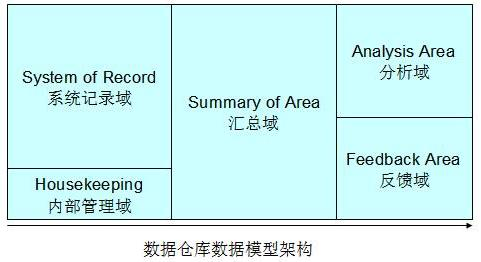 System of Record
系统记录域
Housekeeping
内部管理域
Summary of Area
汇总域
Analysis Area
分析域
Feedback Area
反馈域
数据仓库数据模型架构